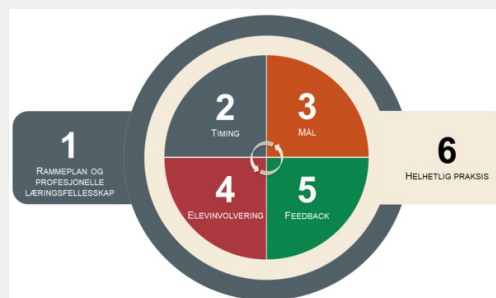 1
RAMMEPLAN OG
PROFESJONELLE
LÆRINGSFELLESSKAP
2
TIMING
3
MÅL
4
ELEVINVOLVERING
5
FEEDBACK
6
HELHETLIG PRAKSIS